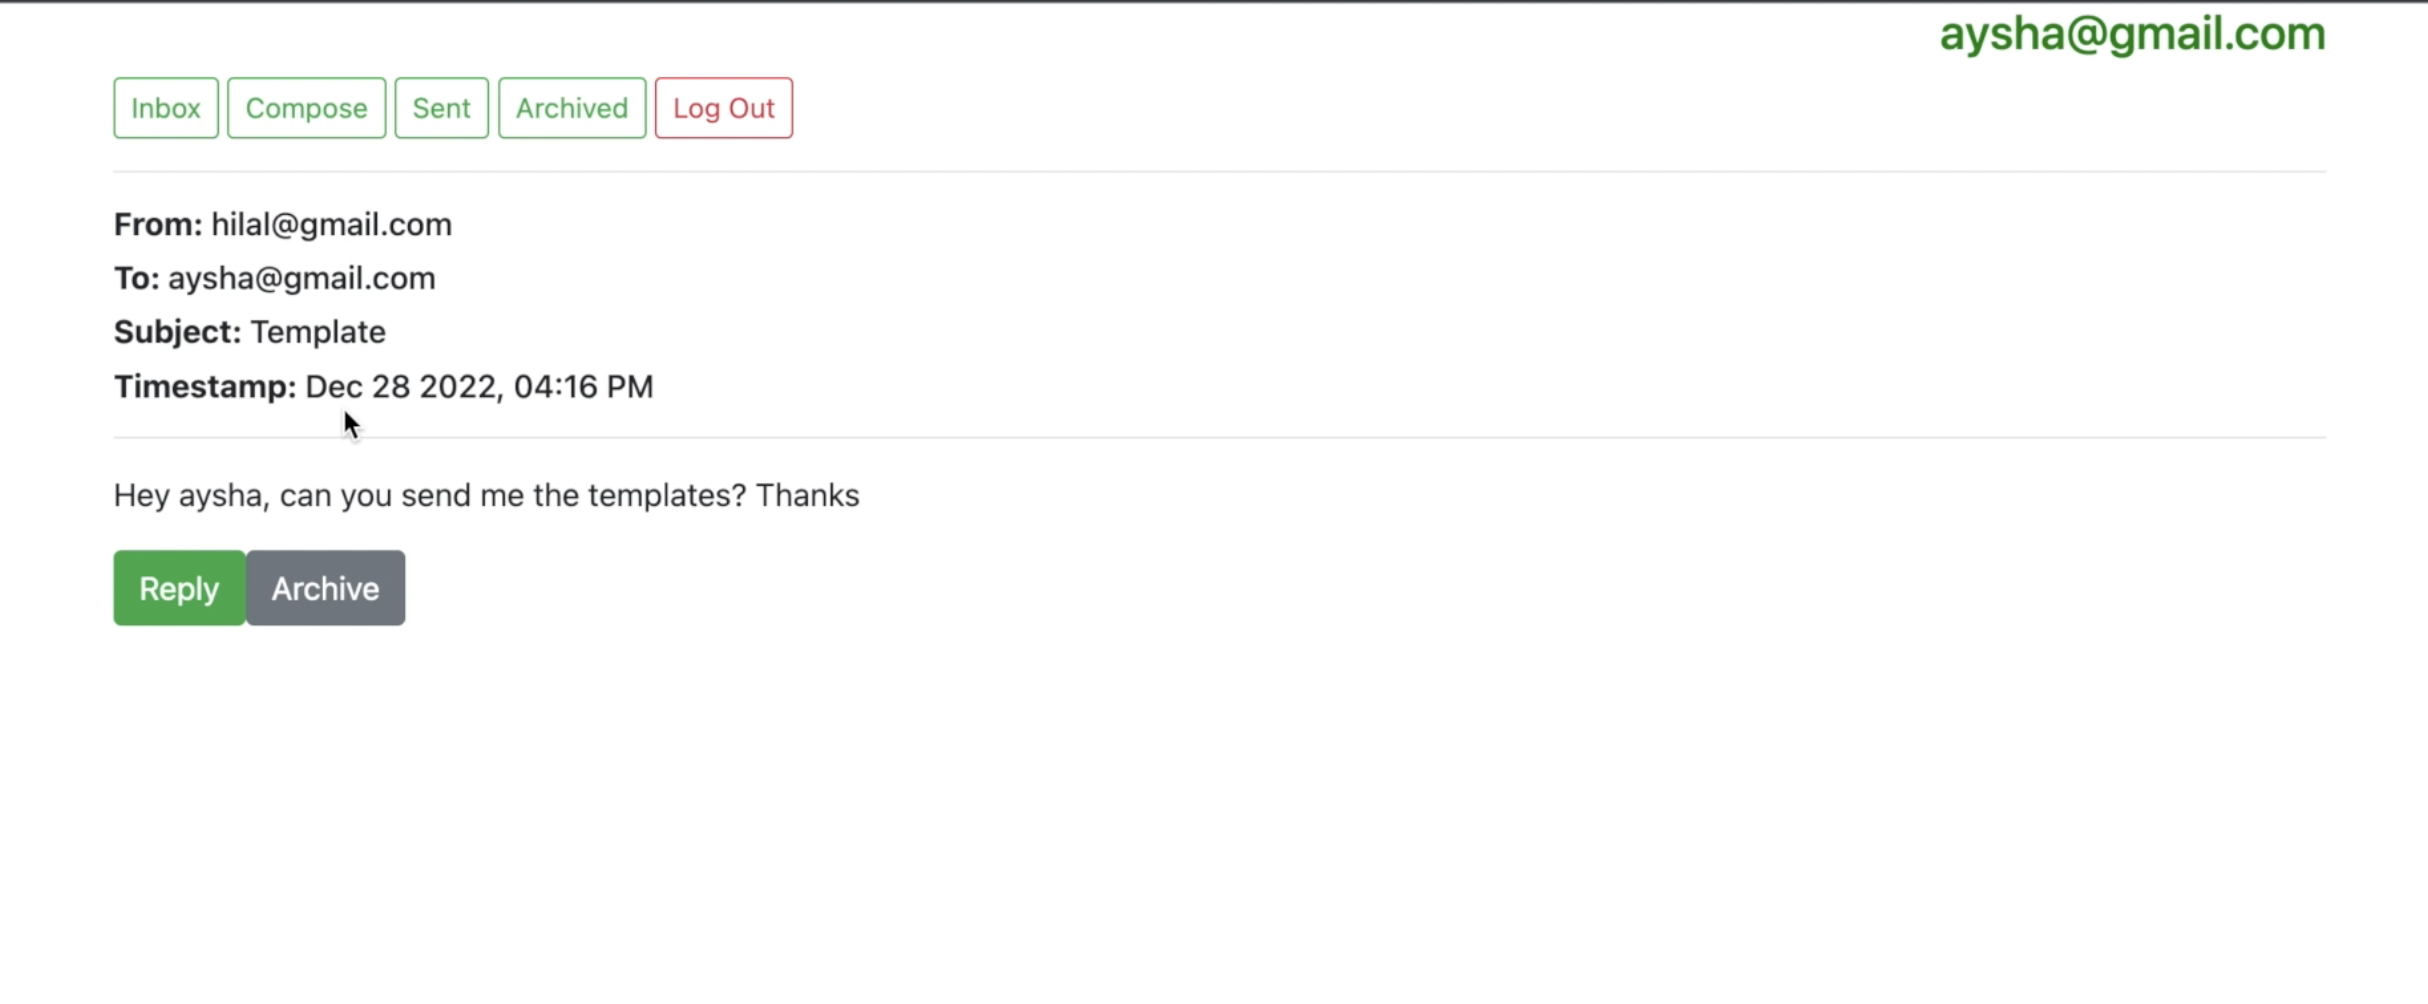 aysha@gmail.com
Inbox Compose Sent Archived Log Out
From: hilal@gmail.com
To: aysha@gmail.com
Subject: Template
Timestamp: Dec 28 2022, 04:16 PM
Hey aysha, can you send me the templates? Thanks
Reply Archive